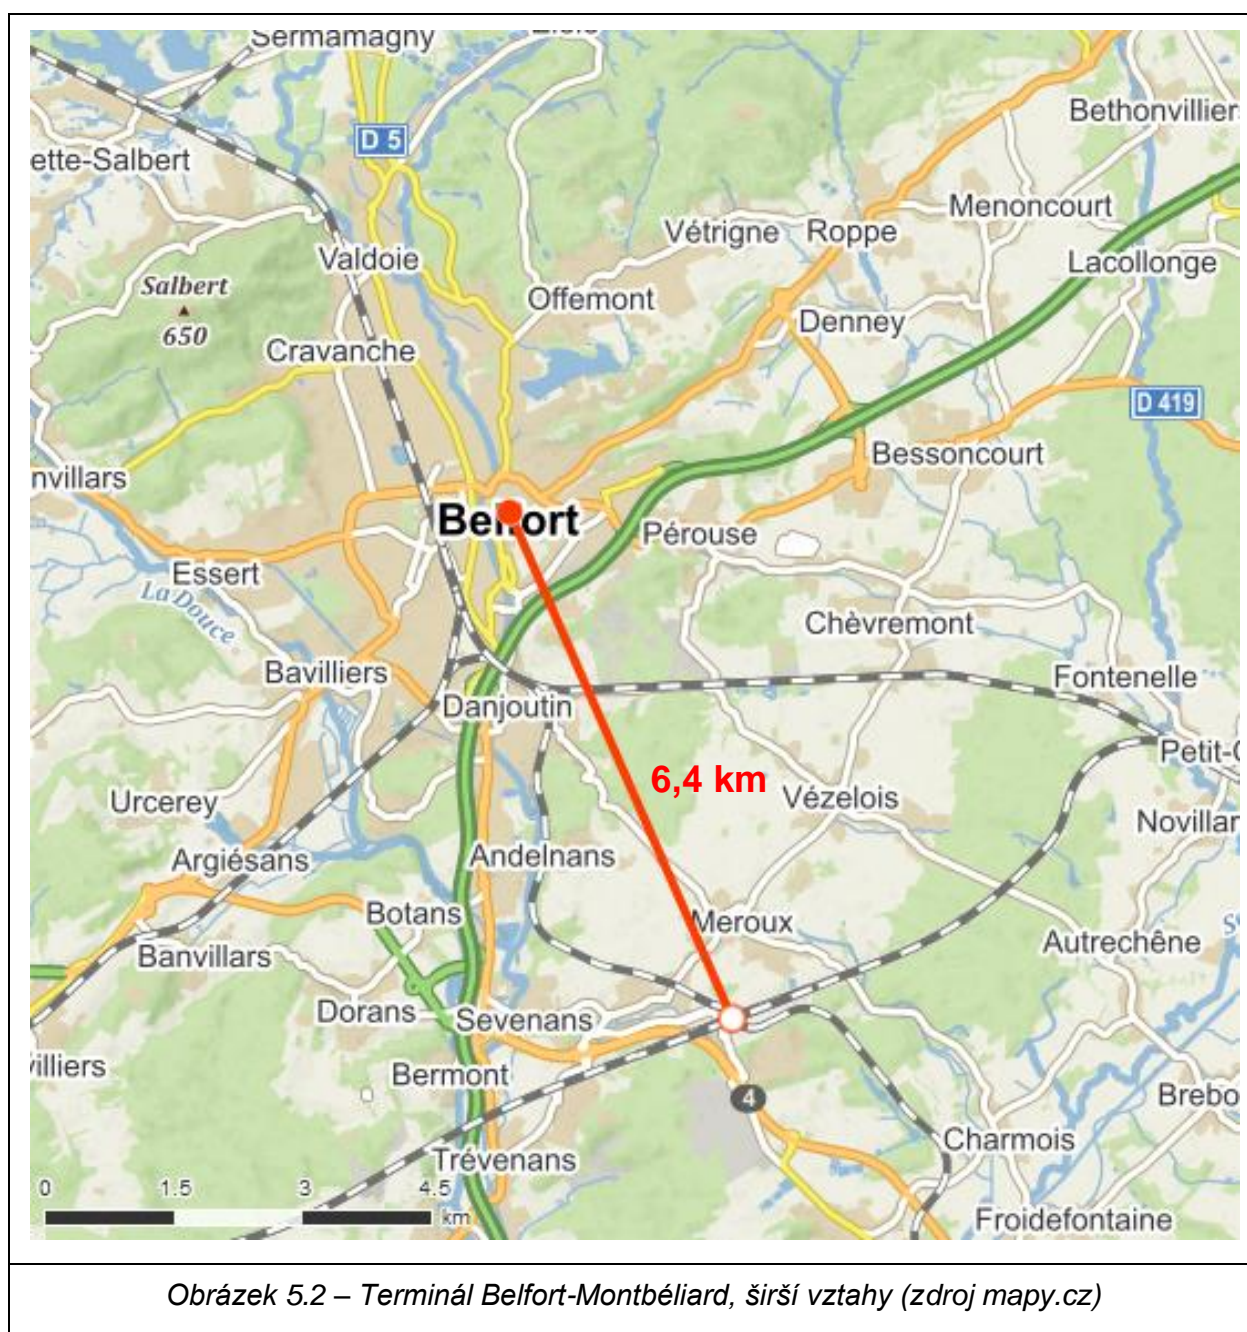 Sermamagny
Bethonvillier
D 5
ette-Salbert
Menoncourt
Vétrigne
Roppe
Lacollonge
Valdoie
Salbert
650
Offemont
Denney
Cravanche
D 419
Bessoncourt
nvillars
Belfort
Pérouse
Essert
La Douce
Chèvremont
Bavilliers
Fontenelle
Danjoutin
Petit-C
6,4 km
Vézelois
Urcerey
Novillar
Andelnans
Argiésans
Botans
Meroux
Autrechêne
Banvillars
Dorans
Sevenans
villiers
Bermont
4
Brebo
Charmois
Trévenans
0 1.5 3 4.5
km
Froidefontaine
Obrázek 5.2 – Terminál Belfort-Montbéliard, širší vztahy (zdroj mapy.cz)